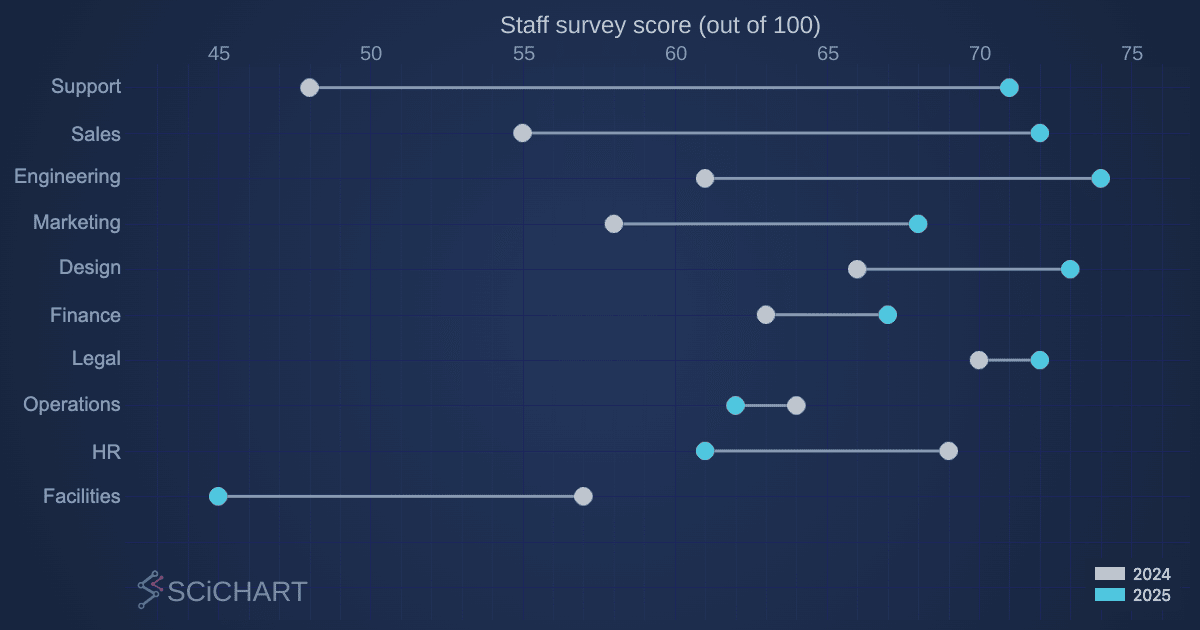 Staff survey score (out of 100)
45 50 55 60 65 70 75
Support
Sales
Engineering
Marketing
Design
Finance
Legal
Operations
HR
Facilities
SCiCHART
2024
2025